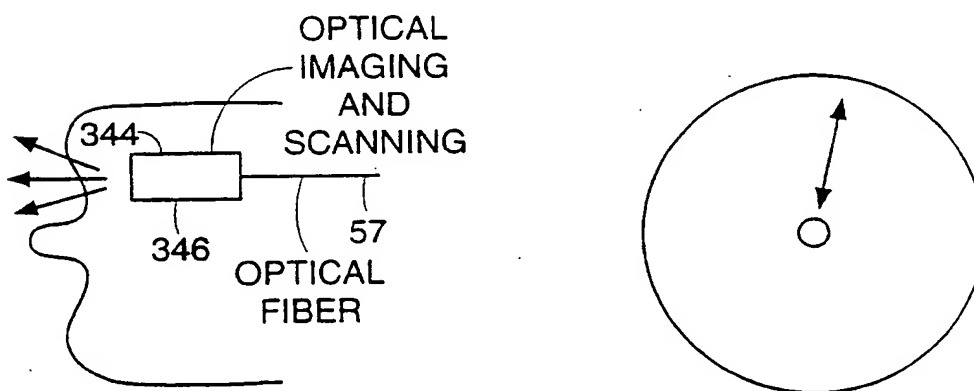 OPTICAL
IMAGING
AND
SCANNING
344
346
57
OPTICAL
FIBER